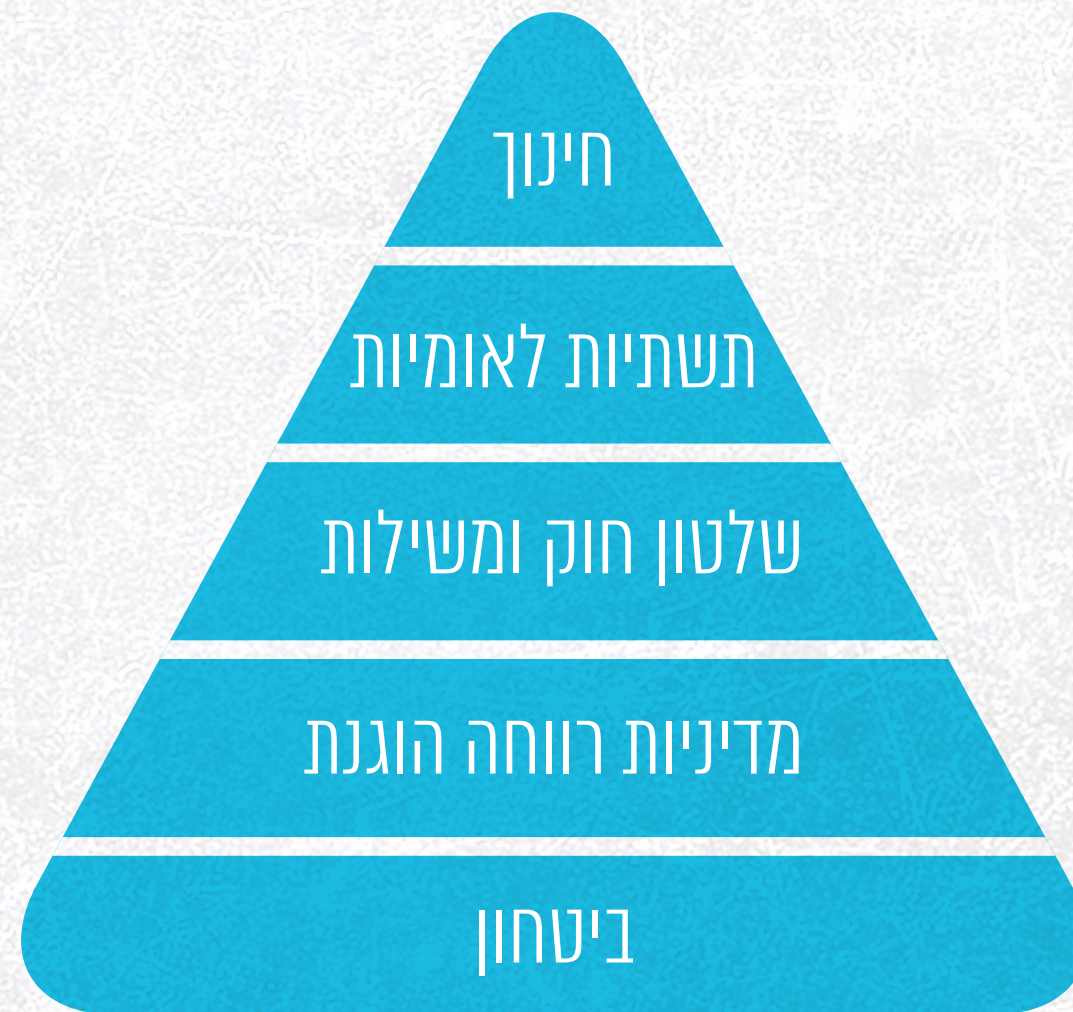 חינוך
תשתיות לאומיות
שלטון חוק ומשילות
מדיניות רווחה הוגנת
ביטחון